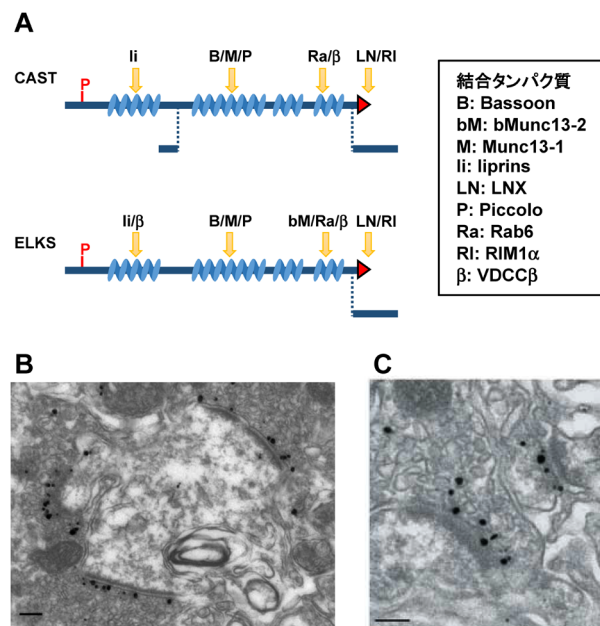 A
li B/M/P Ra/β LN/RI
CAST
P
li/β B/M/P bM/Ra/β LN/RI
ELKS
P
結合タンパク質
B: Bassoon
bM: bMunc13-2
M: Munc13-1
li: liprins
LN: LNX
P: Piccolo
Ra: Rab6
RI: RIM1α
β: VDCCβ
B
C